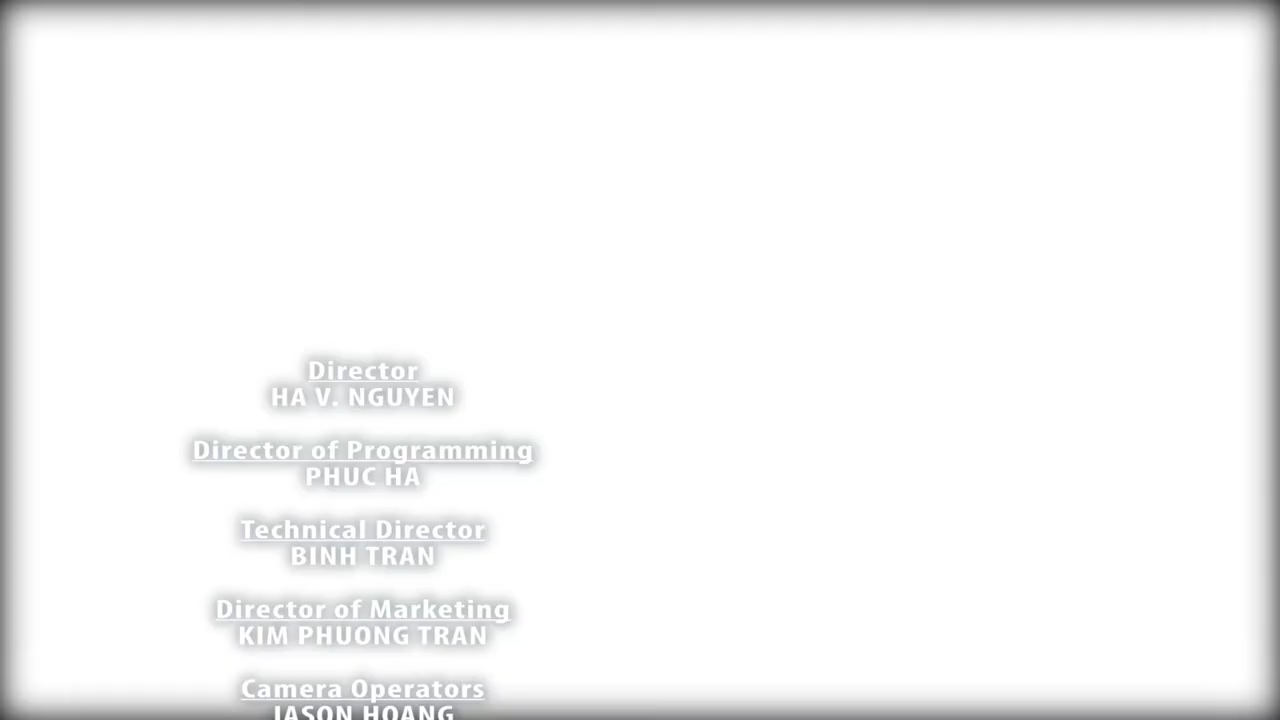 Director
HA V. NGUYEN
Director of Programming
PHUC HA
Technical Director
BINH TRAN
Director of Marketing
KIM PHUONG TRAN
Camera Operators
JASON HOANG